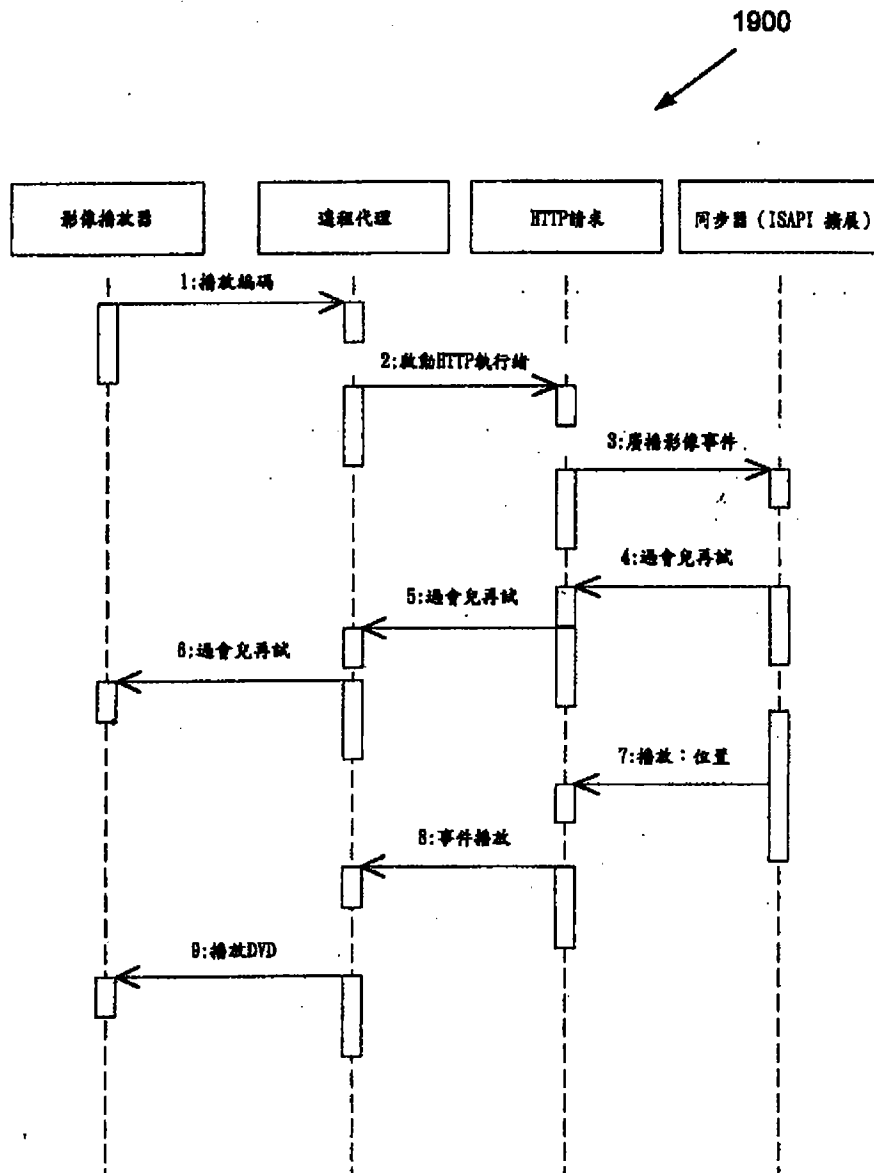 1900
影像播放器
遠程代理
HTTP請求
同步器(ISAPI 擴展)
1:播放編碼
2:啟動HTTP執行緒
3:廣播影像事件
4:過會兒再試
5:過會兒再試
6:過會兒再試
7:播放:位置
8:事件播放
9:播放DVD